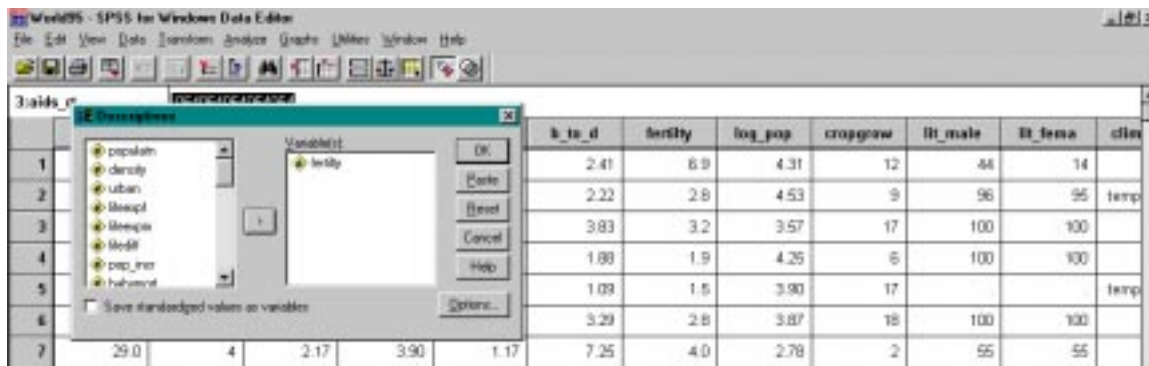 World95 - SPSS for Windows Data Editor
File Edit View Data Transform Analyze Graphs Utilities Window Help
3:aids_
Descriptives
populatn
density
urban
lifeexpf
lifeexpm
pop_incr
babymort
Variable(s):
fertilty
OK
Paste
Reset
Cancel
Help
Options...
Save standardized values as variables
b_to_d fertilty log_pop cropgrow lit_male lit_fema clim
1 2.41 6.9 4.31 12 44 14
2 2.22 2.8 4.53 9 96 95 temp
3 3.83 3.2 3.57 17 100 100
4 1.88 1.9 4.25 6 100 100
5 1.09 1.5 3.90 17 . . temp
6 3.29 2.8 3.87 18 100 100
7 29.0 4 2.17 3.90 1.17 7.25 4.0 2.78 2 55 55